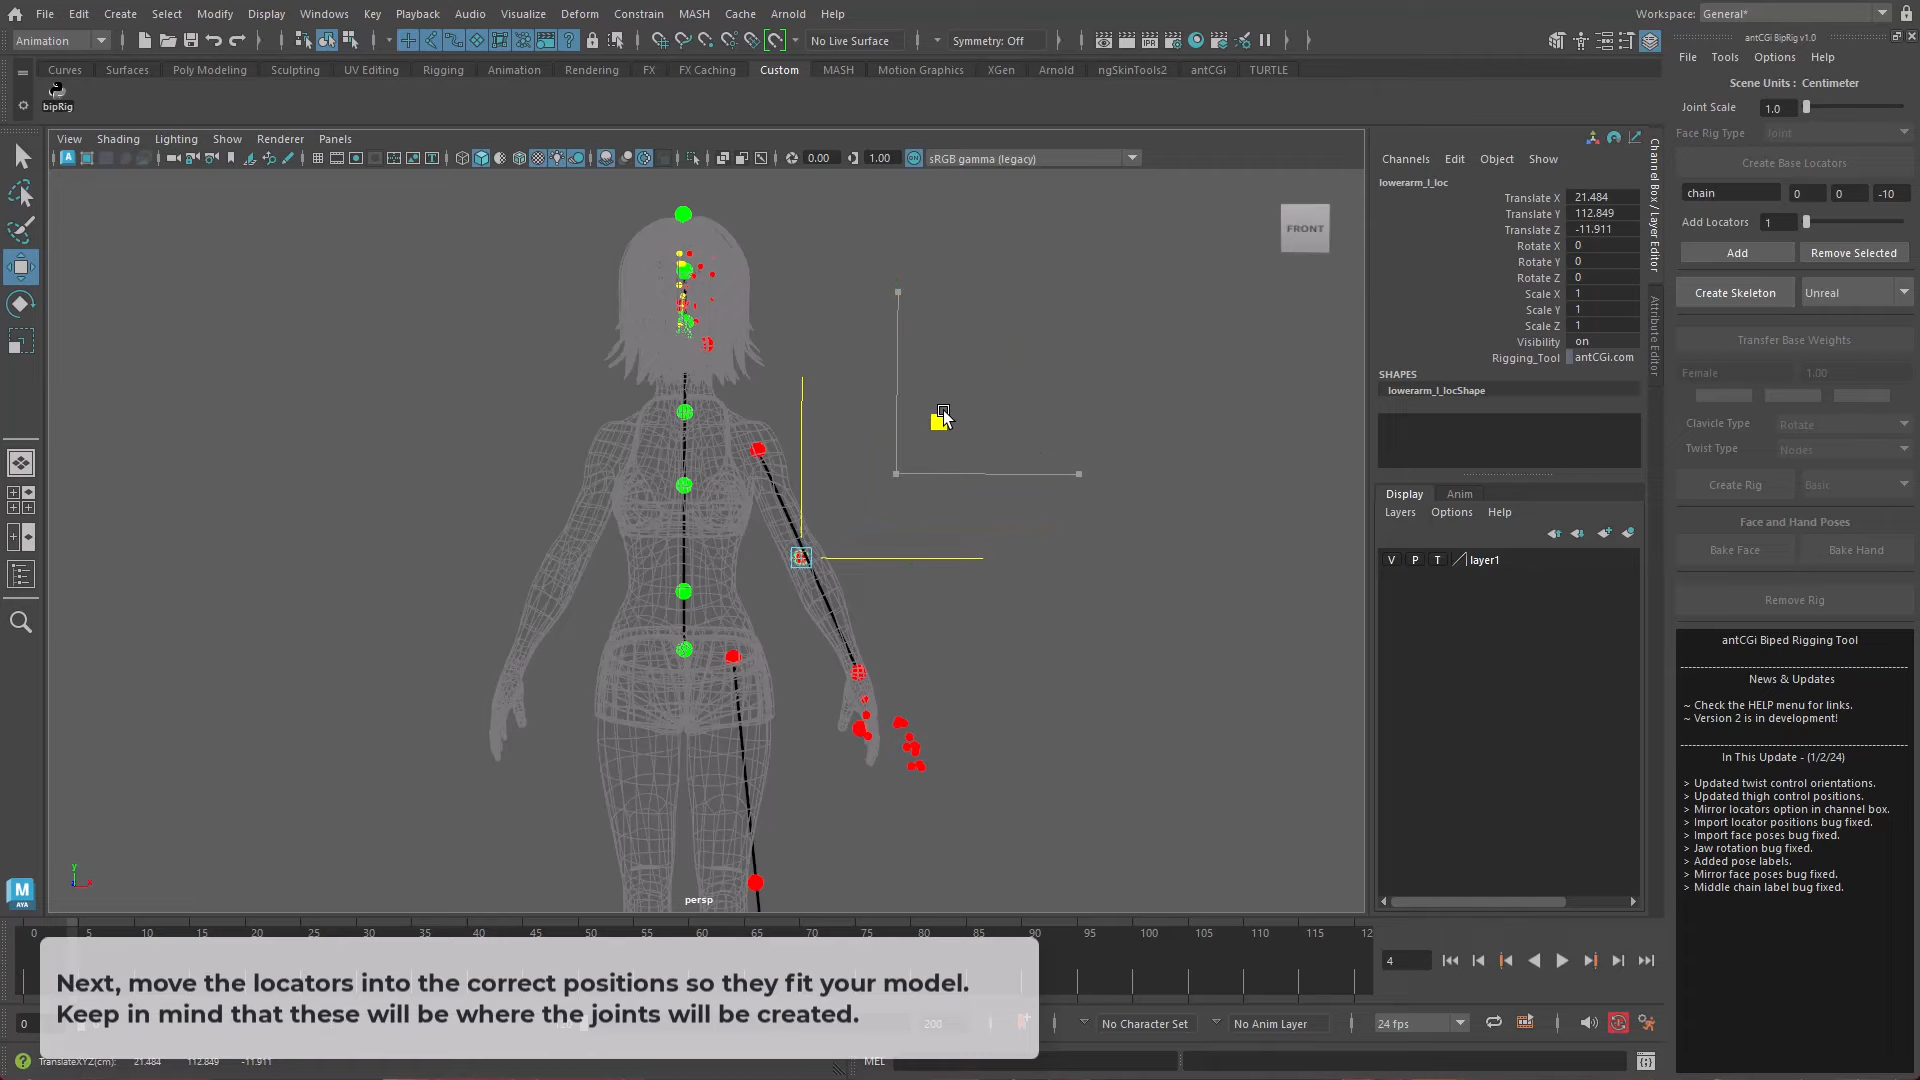 File Edit Create Select Modify Display Windows Key Playback Audio Visualize Deform Constrain MASH Cache Arnold Help
Workspace: General*
Animation
No Live Surface
Symmetry: Off
Curves Surfaces Poly Modeling Sculpting UV Editing Rigging Animation Rendering FX FX Caching Custom MASH Motion Graphics XGen Arnold ngSkinTools2 antCGi TURTLE
bipRig
View Shading Lighting Show Renderer Panels
0.00 1.00 sRGB gamma (legacy)
FRONT
persp
Channels Edit Object Show
lowerarm_l_loc
Translate X 21.484
Translate Y 112.849
Translate Z -11.911
Rotate X 0
Rotate Y 0
Rotate Z 0
Scale X 1
Scale Y 1
Scale Z 1
Visibility on
Rigging_Tool antCGi.com
SHAPES
lowerarm_l_locShape
Channel Box / Layer Editor
Attribute Editor
Display Anim
Layers Options Help
V P T layer1
antCGi BipRig v1.0
File Tools Options Help
Scene Units : Centimeter
Joint Scale 1.0
Face Rig Type Joint
Create Base Locators
chain 0 0 -10
Add Locators 1
Add Remove Selected
Create Skeleton Unreal
Transfer Base Weights
Female 1.00
Clavicle Type Rotate
Twist Type Nodes
Create Rig Basic
Face and Hand Poses
Bake Face Bake Hand
Remove Rig
antCGi Biped Rigging Tool
News & Updates
~ Check the HELP menu for links.
~ Version 2 is in development!
In This Update - (1/2/24)
> Updated twist control orientations.
> Updated thigh control positions.
> Mirror locators option in channel box.
> Import locator positions bug fixed.
> Import face poses bug fixed.
> Jaw rotation bug fixed.
> Added pose labels.
> Mirror face poses bug fixed.
> Middle chain label bug fixed.
M
AYA
y
x
0 5 10 15 20 25 30 35 40 45 50 55 60 65 70 75 80 85 90 95 100 105 110 115 12
4
Next, move the locators into the correct positions so they fit your model.
Keep in mind that these will be where the joints will be created.
0 200 No Character Set No Anim Layer 24 fps
TranslateXYZ(cm): 21.484 112.849 -11.911
MEL